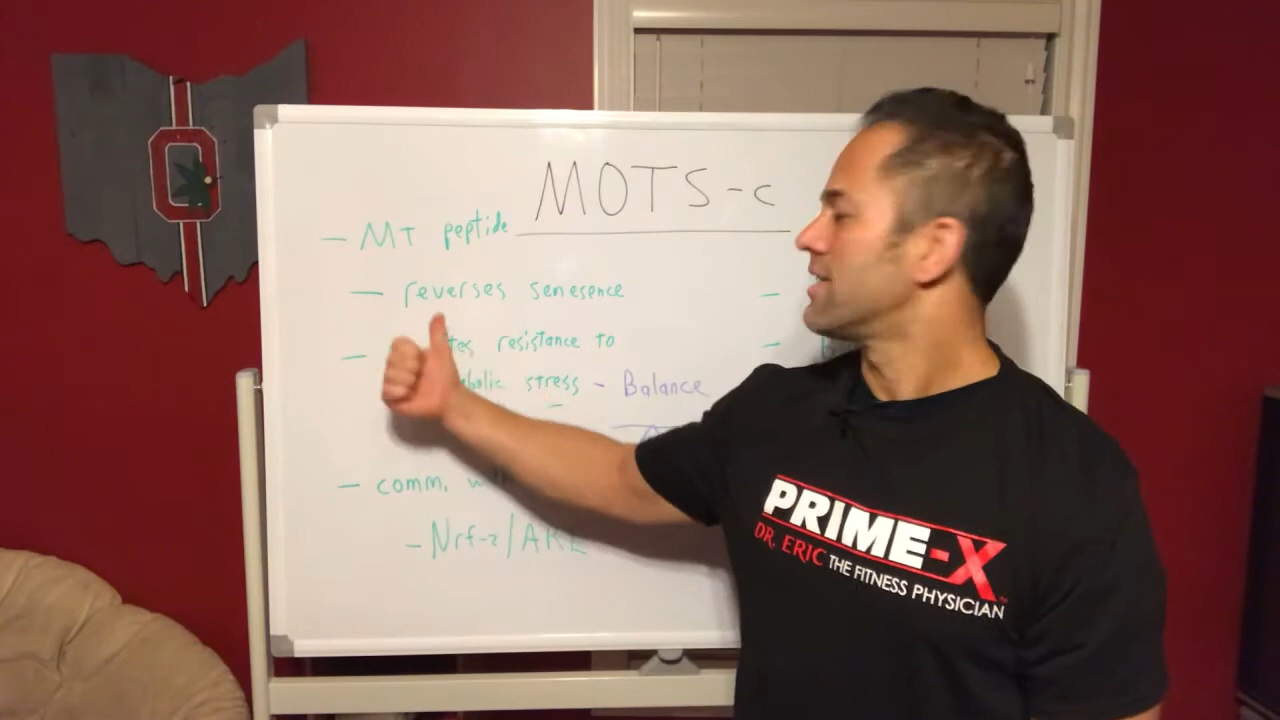 MOTS-c
- MT peptide
- reverses senesence
- resistance to
stress - Balance
- comm.
- Nrf-2/ARE
PRIME-X
DR. ERIC THE FITNESS PHYSICIAN
O